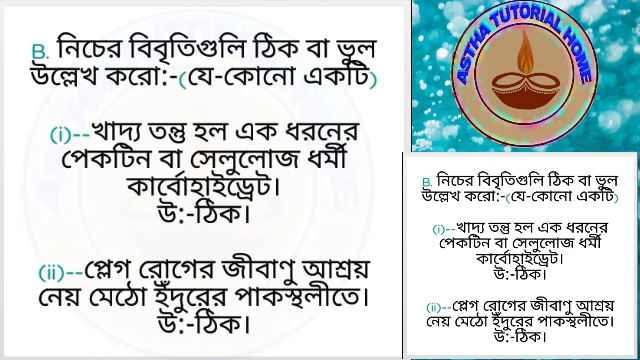 B. নিচের বিবৃতিগুলি ঠিক বা ভুল
উল্লেখ করো:-(যে-কোনো একটি)
(i)--খাদ্য তন্তু হল এক ধরনের
পেকটিন বা সেলুলোজ ধর্মী
কার্বোহাইড্রেট।
উ:-ঠিক।
(ii)--প্লেগ রোগের জীবাণু আশ্রয়
নেয় মেঠো ইঁদুরের পাকস্থলীতে।
উ:-ঠিক।
ASTHA TUTORIAL HOME
B. নিচের বিবৃতিগুলি ঠিক বা ভুল
উল্লেখ করো:-(যে-কোনো একটি)
(i)--খাদ্য তন্তু হল এক ধরনের
পেকটিন বা সেলুলোজ ধর্মী
কার্বোহাইড্রেট।
উ:-ঠিক।
(ii)--প্লেগ রোগের জীবাণু আশ্রয়
নেয় মেঠো ইঁদুরের পাকস্থলীতে।
উ:-ঠিক।